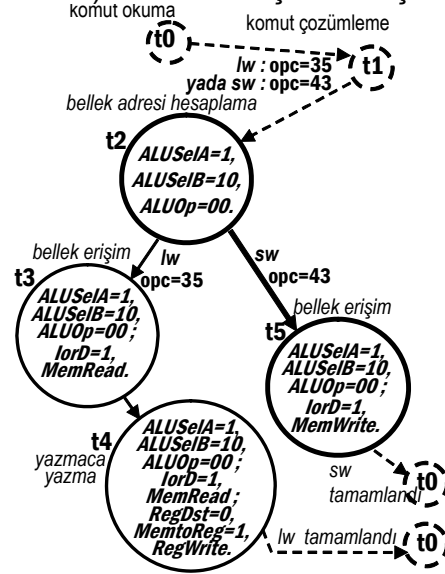 komut okuma
komut çozümleme
t0
lw : opc=35
yada sw : opc=43
t1
bellek adresi hesaplama
t2
ALUSelA=1,
ALUSelB=10,
ALUOp=00.
lw
opc=35
sw
opc=43
bellek erişim
t3
ALUSelA=1,
ALUSelB=10,
ALUOp=00 ;
IorD=1,
MemRead.
bellek erişim
t5
ALUSelA=1,
ALUSelB=10,
ALUOp=00 ;
IorD=1,
MemWrite.
t4
yazmaca
yazma
ALUSelA=1,
ALUSelB=10,
ALUOp=00 ;
IorD=1,
MemRead ;
RegDst=0,
MemtoReg=1,
RegWrite.
sw
tamamlandı
t0
lw tamamlandı
t0